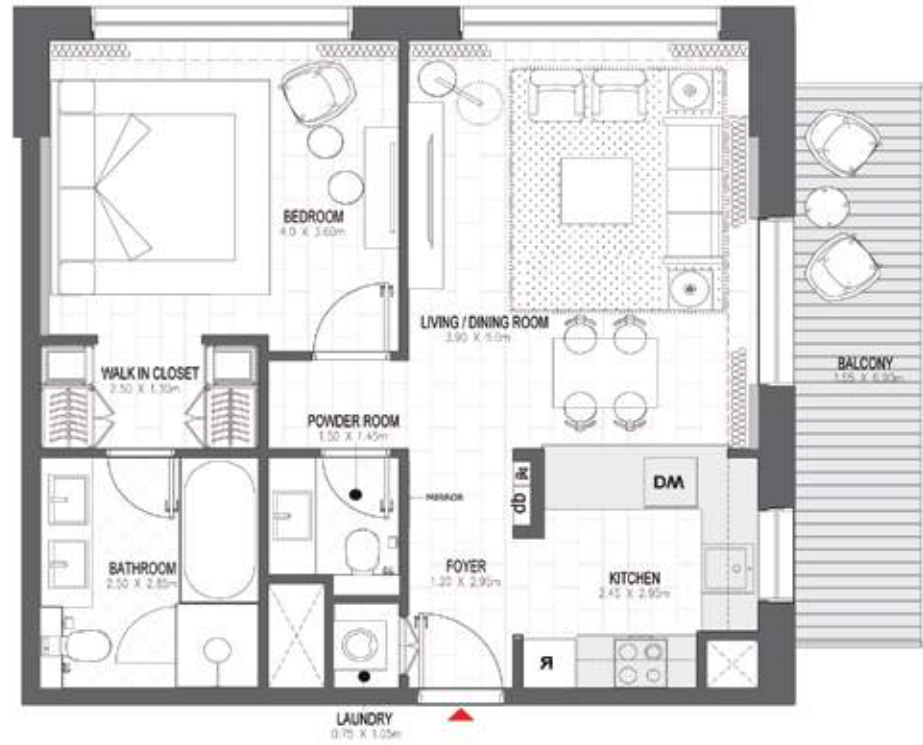 BEDROOM
4.0 X 3.60m
LIVING / DINING ROOM
3.90 X 5.0m
WALK IN CLOSET
2.50 X 1.30m
BALCONY
1.55 X 6.90m
POWDER ROOM
1.50 X 1.45m
DW
db
MIRROR
BATHROOM
2.50 X 2.85m
FOYER
1.20 X 2.95m
KITCHEN
2.45 X 2.95m
R
LAUNDRY
0.75 X 1.05m